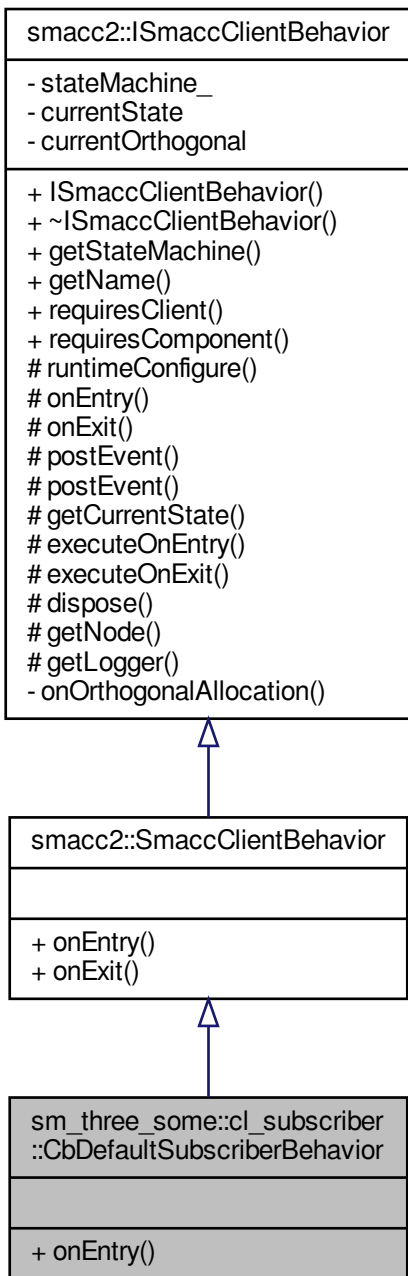 smacc2::ISmaccClientBehavior
- stateMachine_
- currentState
- currentOrthogonal
+ ISmaccClientBehavior()
+ ~ISmaccClientBehavior()
+ getStateMachine()
+ getName()
+ requiresClient()
+ requiresComponent()
# runtimeConfigure()
# onEntry()
# onExit()
# postEvent()
# postEvent()
# getCurrentState()
# executeOnEntry()
# executeOnExit()
# dispose()
# getNode()
# getLogger()
- onOrthogonalAllocation()
smacc2::SmaccClientBehavior
+ onEntry()
+ onExit()
sm_three_some::cl_subscriber
::CbDefaultSubscriberBehavior
+ onEntry()